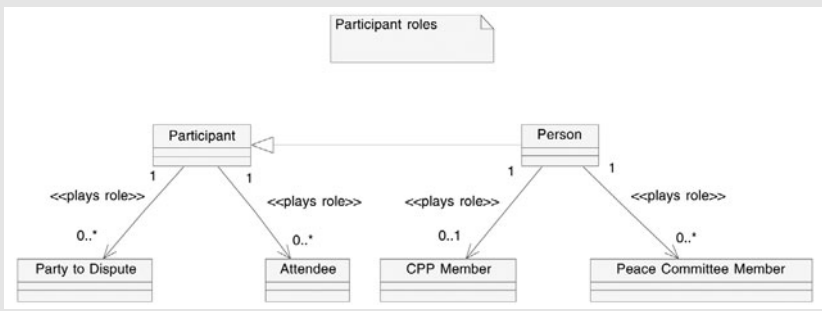 Participant roles
Participant
Person
1
1
1
1
<<plays role>>
<<plays role>>
<<plays role>>
<<plays role>>
0..*
0..*
0..1
0..*
Party to Dispute
Attendee
CPP Member
Peace Committee Member